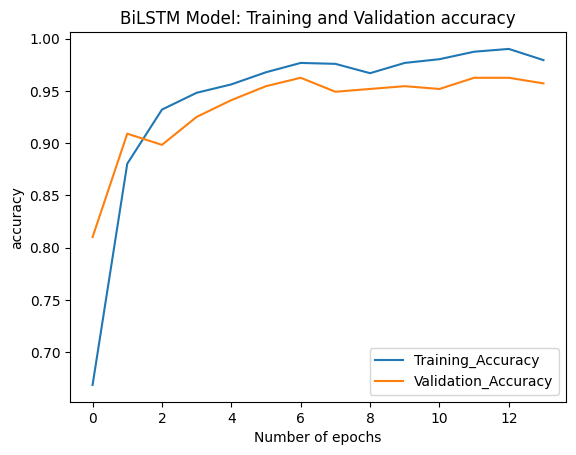 BiLSTM Model: Training and Validation accuracy
1.00
0.95
0.90
0.85
0.80
0.75
0.70
accuracy
Training_Accuracy
Validation_Accuracy
0 2 4 6 8 10 12
Number of epochs